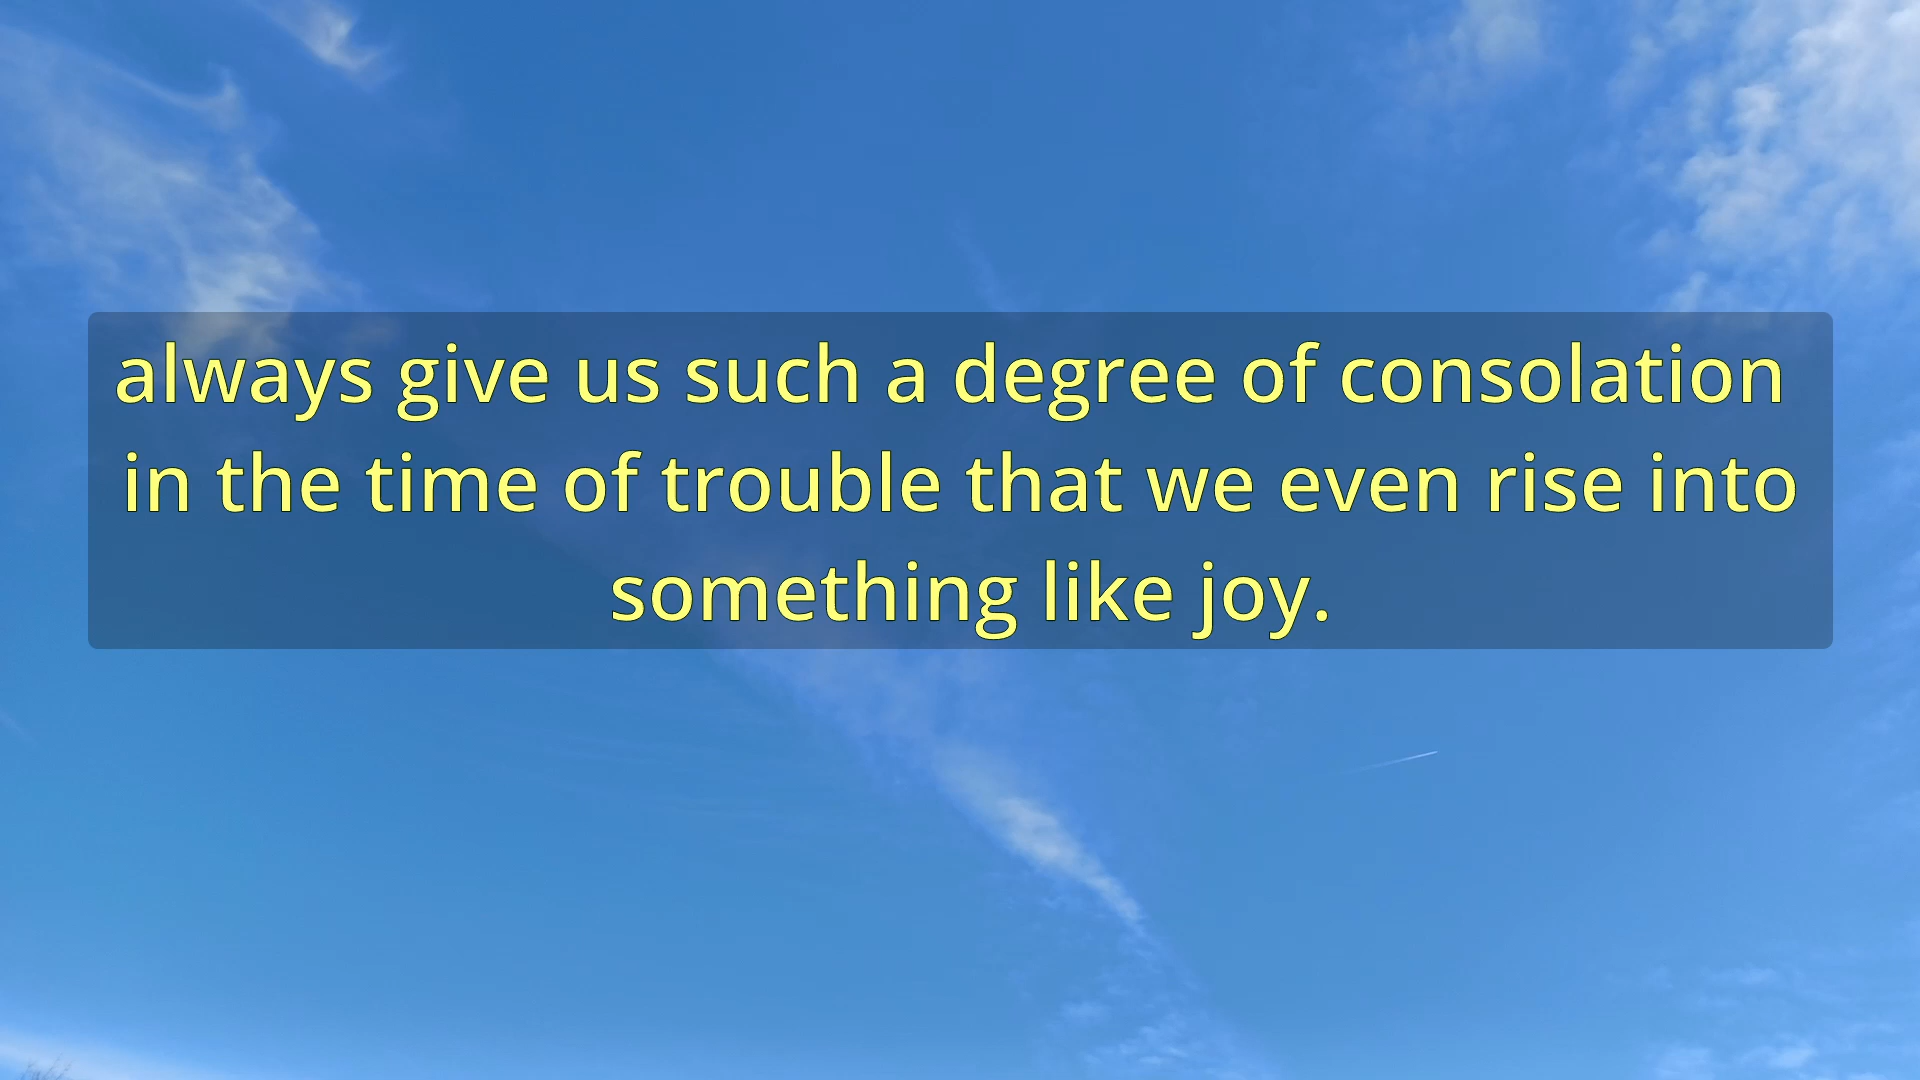 always give us such a degree of consolation
in the time of trouble that we even rise into
something like joy.